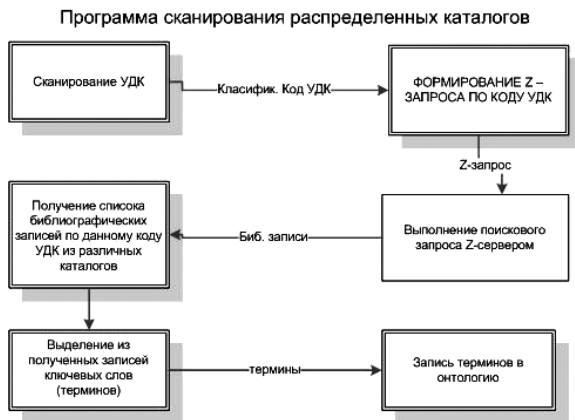 Программа сканирования распределенных каталогов
Сканирование УДК
Класифик. Код УДК
ФОРМИРОВАНИЕ Z –
ЗАПРОСА ПО КОДУ УДК
Z-запрос
Выполнение поискового
запроса Z-сервером
Биб. записи
Получение списока
библиографических
записей по данному коду
УДК из различных
каталогов
Выделение из
полученных записей
ключевых слов
(терминов)
термины
Запись терминов в
онтологию